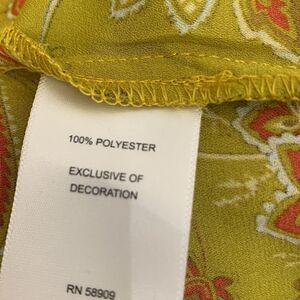 100% POLYESTER
EXCLUSIVE OF
DECORATION
RN 58909